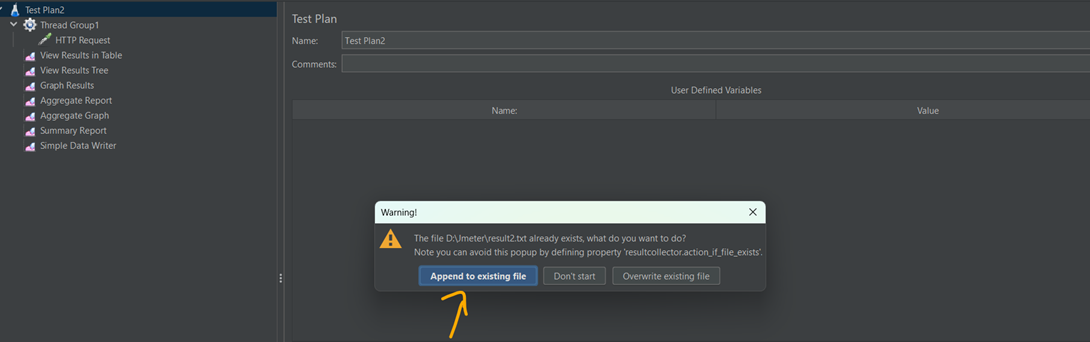 Test Plan2
Thread Group1
HTTP Request
View Results in Table
View Results Tree
Graph Results
Aggregate Report
Aggregate Graph
Summary Report
Simple Data Writer
Test Plan
Name: Test Plan2
Comments:
User Defined Variables
Name: Value
Warning!
The file D:\Jmeter\result2.txt already exists, what do you want to do?
Note you can avoid this popup by defining property 'resultcollector.action_if_file_exists'.
Append to existing file Don't start Overwrite existing file